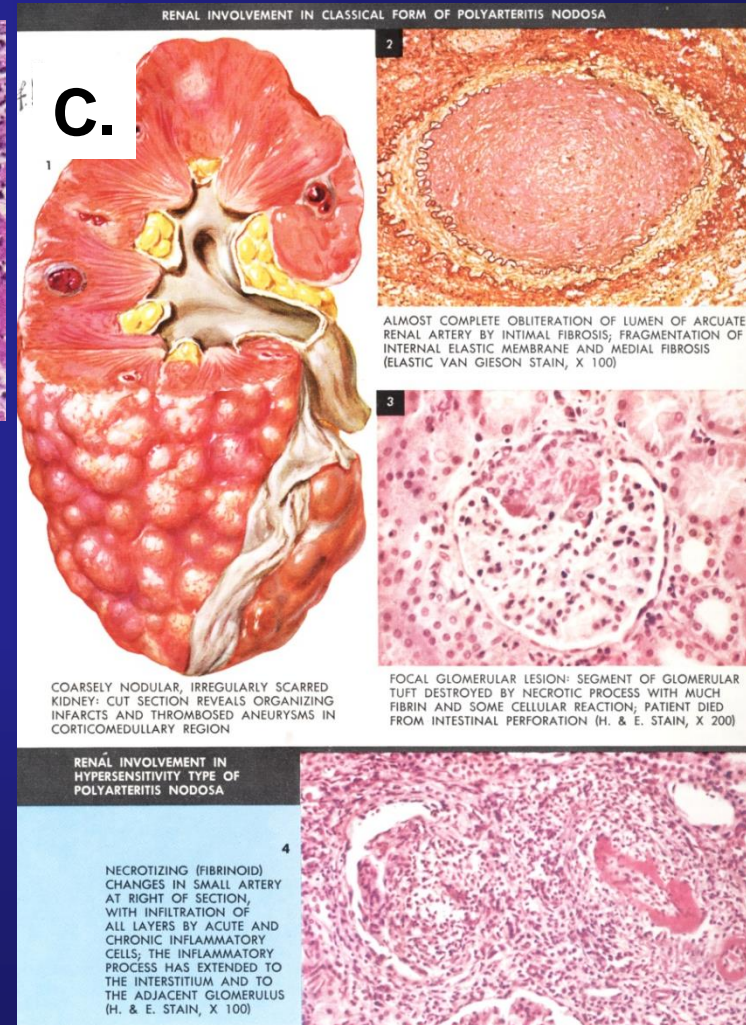 RENAL INVOLVEMENT IN CLASSICAL FORM OF POLYARTERITIS NODOSA
C.
1
COARSELY NODULAR, IRREGULARLY SCARRED
KIDNEY: CUT SECTION REVEALS ORGANIZING
INFARCTS AND THROMBOSED ANEURYSMS IN
CORTICOMEDULLARY REGION
2
ALMOST COMPLETE OBLITERATION OF LUMEN OF ARCUATE
RENAL ARTERY BY INTIMAL FIBROSIS; FRAGMENTATION OF
INTERNAL ELASTIC MEMBRANE AND MEDIAL FIBROSIS
(ELASTIC VAN GIESON STAIN, X 100)
3
FOCAL GLOMERULAR LESION: SEGMENT OF GLOMERULAR
TUFT DESTROYED BY NECROTIC PROCESS WITH MUCH
FIBRIN AND SOME CELLULAR REACTION; PATIENT DIED
FROM INTESTINAL PERFORATION (H. & E. STAIN, X 200)
RENAL INVOLVEMENT IN
HYPERSENSITIVITY TYPE OF
POLYARTERITIS NODOSA
4
NECROTIZING (FIBRINOID)
CHANGES IN SMALL ARTERY
AT RIGHT OF SECTION,
WITH INFILTRATION OF
ALL LAYERS BY ACUTE AND
CHRONIC INFLAMMATORY
CELLS; THE INFLAMMATORY
PROCESS HAS EXTENDED TO
THE INTERSTITIUM AND TO
THE ADJACENT GLOMERULUS
(H. & E. STAIN, X 100)